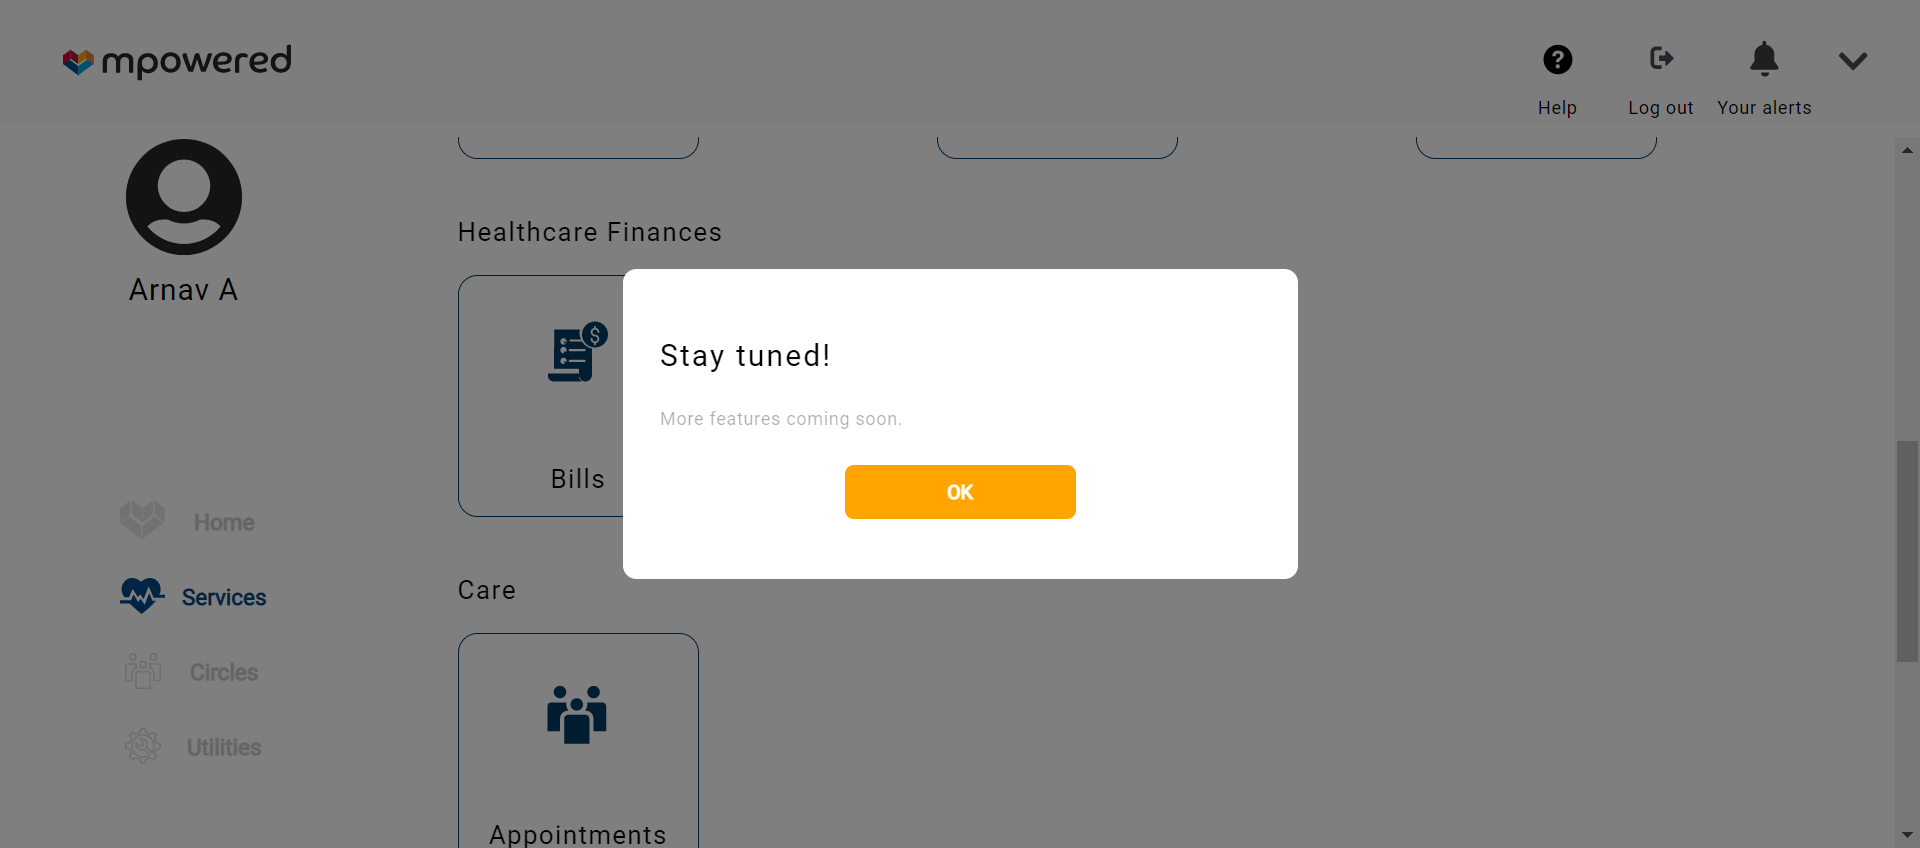 mpowered
Help
Log out
Your alerts
Arnav A
Healthcare Finances
$
Bills
Stay tuned!
More features coming soon.
OK
Home
Services
Circles
Utilities
Care
Appointments